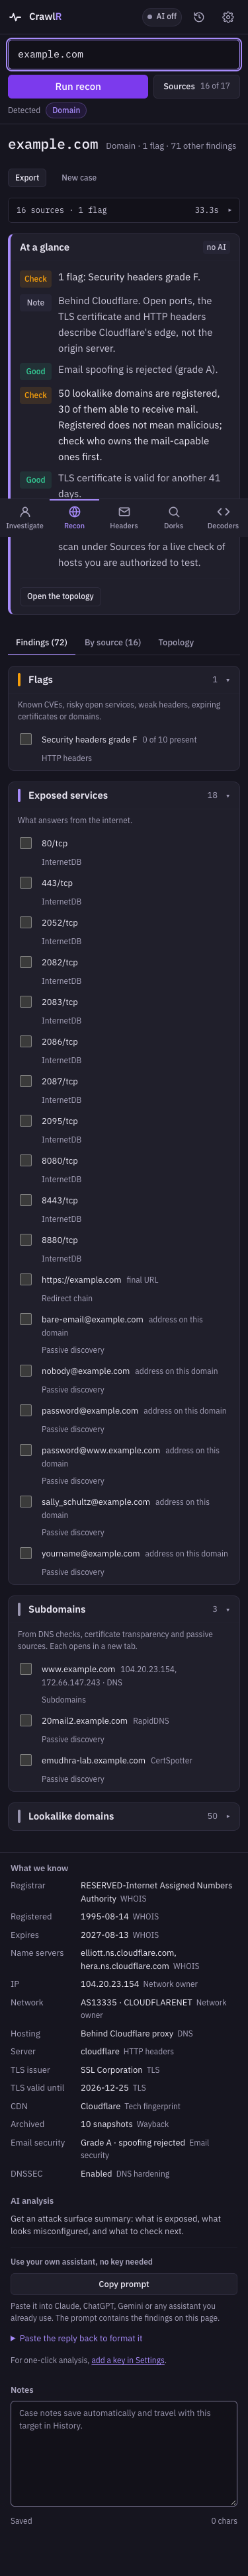 CrawlR
AI off
example.com
Run recon
Sources 16 of 17
Detected Domain
example.com Domain · 1 flag · 71 other findings
Export New case
16 sources · 1 flag 33.3s ▸
At a glance no AI
Check 1 flag: Security headers grade F.
Note Behind Cloudflare. Open ports, the
TLS certificate and HTTP headers
describe Cloudflare's edge, not the
origin server.
Good Email spoofing is rejected (grade A).
Check 50 lookalike domains are registered,
30 of them able to receive mail.
Registered does not mean malicious;
check who owns the mail-capable
ones first.
Good TLS certificate is valid for another 41
days.
Investigate Recon Headers Dorks Decoders
scan under Sources for a live check of
hosts you are authorized to test.
Open the topology
Findings (72) By source (16) Topology
Flags 1 ▾
Known CVEs, risky open services, weak headers, expiring
certificates or domains.
Security headers grade F 0 of 10 present
HTTP headers
Exposed services 18 ▾
What answers from the internet.
80/tcp
InternetDB
443/tcp
InternetDB
2052/tcp
InternetDB
2082/tcp
InternetDB
2083/tcp
InternetDB
2086/tcp
InternetDB
2087/tcp
InternetDB
2095/tcp
InternetDB
8080/tcp
InternetDB
8443/tcp
InternetDB
8880/tcp
InternetDB
https://example.com final URL
Redirect chain
bare-email@example.com address on this
domain
Passive discovery
nobody@example.com address on this domain
Passive discovery
password@example.com address on this domain
Passive discovery
password@www.example.com address on this
domain
Passive discovery
sally_schultz@example.com address on this
domain
Passive discovery
yourname@example.com address on this domain
Passive discovery
Subdomains 3 ▾
From DNS checks, certificate transparency and passive
sources. Each opens in a new tab.
www.example.com 104.20.23.154,
172.66.147.243 · DNS
Subdomains
20mail2.example.com RapidDNS
Passive discovery
emudhra-lab.example.com CertSpotter
Passive discovery
Lookalike domains 50 ▸
What we know
Registrar RESERVED-Internet Assigned Numbers
Authority WHOIS
Registered 1995-08-14 WHOIS
Expires 2027-08-13 WHOIS
Name servers elliott.ns.cloudflare.com,
hera.ns.cloudflare.com WHOIS
IP 104.20.23.154 Network owner
Network AS13335 · CLOUDFLARENET Network
owner
Hosting Behind Cloudflare proxy DNS
Server cloudflare HTTP headers
TLS issuer SSL Corporation TLS
TLS valid until 2026-12-25 TLS
CDN Cloudflare Tech fingerprint
Archived 10 snapshots Wayback
Email security Grade A · spoofing rejected Email
security
DNSSEC Enabled DNS hardening
AI analysis
Get an attack surface summary: what is exposed, what
looks misconfigured, and what to check next.
Use your own assistant, no key needed
Copy prompt
Paste it into Claude, ChatGPT, Gemini or any assistant you
already use. The prompt contains the findings on this page.
▶ Paste the reply back to format it
For one-click analysis, add a key in Settings.
Notes
Case notes save automatically and travel with this
target in History.
Saved 0 chars